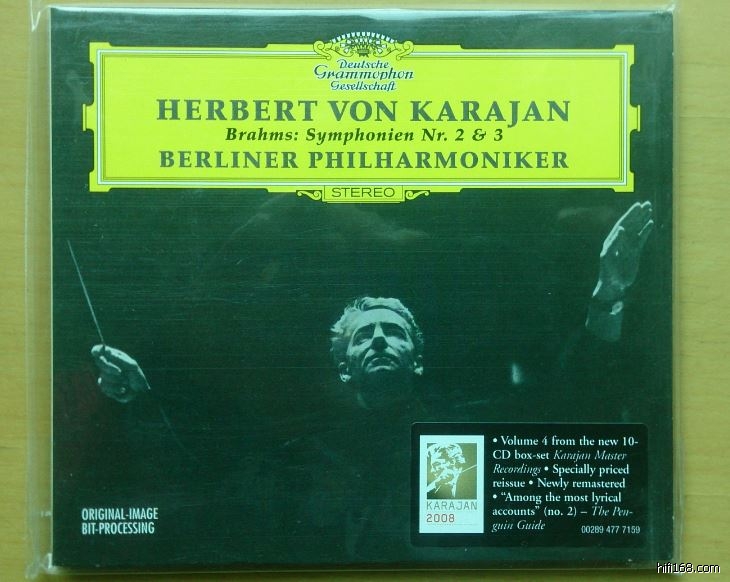 Deutsche
Grammophon
Gesellschaft
HERBERT VON KARAJAN
Brahms: Symphonien Nr. 2 & 3
BERLINER PHILHARMONIKER
STEREO
• Volume 4 from the new 10-
CD box-set Karajan Master
Recordings • Specially priced
reissue • Newly remastered
• “Among the most lyrical
accounts” (no. 2) – The Pen-
guin Guide
00289 477 7159
KARAJAN
2008
ORIGINAL-IMAGE
BIT-PROCESSING
hifi168.com